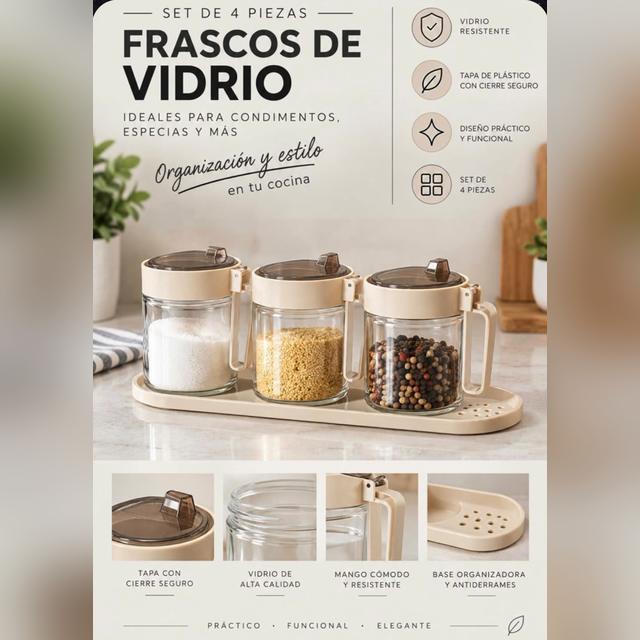 SET DE 4 PIEZAS
FRASCOS DE
VIDRIO
IDEALES PARA CONDIMENTOS,
ESPECIAS Y MÁS
Organización y estilo
en tu cocina
VIDRIO
RESISTENTE
TAPA DE PLÁSTICO
CON CIERRE SEGURO
DISEÑO PRÁCTICO
Y FUNCIONAL
SET DE
4 PIEZAS
TAPA CON
CIERRE SEGURO
VIDRIO DE
ALTA CALIDAD
MANGO CÓMODO
Y RESISTENTE
BASE ORGANIZADORA
Y ANTIDERRAMES
PRÁCTICO · FUNCIONAL · ELEGANTE